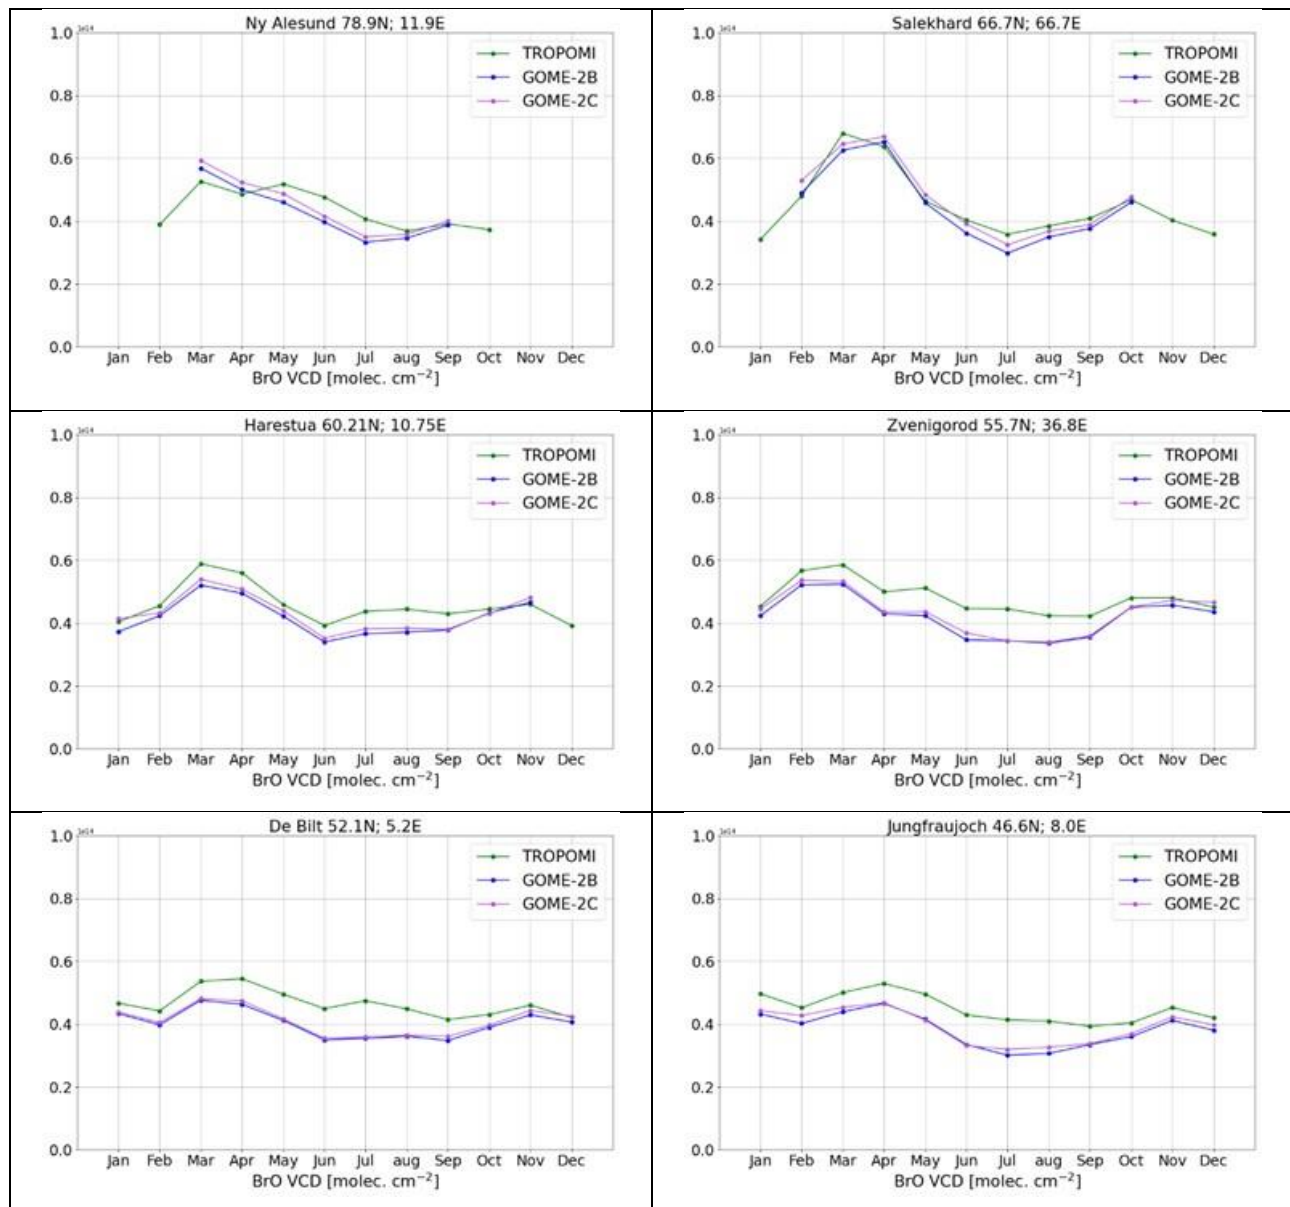 Ny Alesund 78.9N; 11.9E
1e14
TROPOMI
GOME-2B
GOME-2C
1.0
0.8
0.6
0.4
0.2
0.0
Jan Feb Mar Apr May Jun Jul aug Sep Oct Nov Dec
BrO VCD [molec. cm⁻²]
Salekhard 66.7N; 66.7E
1e14
TROPOMI
GOME-2B
GOME-2C
1.0
0.8
0.6
0.4
0.2
0.0
Jan Feb Mar Apr May Jun Jul aug Sep Oct Nov Dec
BrO VCD [molec. cm⁻²]
Harestua 60.21N; 10.75E
1e14
TROPOMI
GOME-2B
GOME-2C
1.0
0.8
0.6
0.4
0.2
0.0
Jan Feb Mar Apr May Jun Jul aug Sep Oct Nov Dec
BrO VCD [molec. cm⁻²]
Zvenigorod 55.7N; 36.8E
1e14
TROPOMI
GOME-2B
GOME-2C
1.0
0.8
0.6
0.4
0.2
0.0
Jan Feb Mar Apr May Jun Jul aug Sep Oct Nov Dec
BrO VCD [molec. cm⁻²]
De Bilt 52.1N; 5.2E
1e14
TROPOMI
GOME-2B
GOME-2C
1.0
0.8
0.6
0.4
0.2
0.0
Jan Feb Mar Apr May Jun Jul aug Sep Oct Nov Dec
BrO VCD [molec. cm⁻²]
Jungfraujoch 46.6N; 8.0E
1e14
TROPOMI
GOME-2B
GOME-2C
1.0
0.8
0.6
0.4
0.2
0.0
Jan Feb Mar Apr May Jun Jul aug Sep Oct Nov Dec
BrO VCD [molec. cm⁻²]